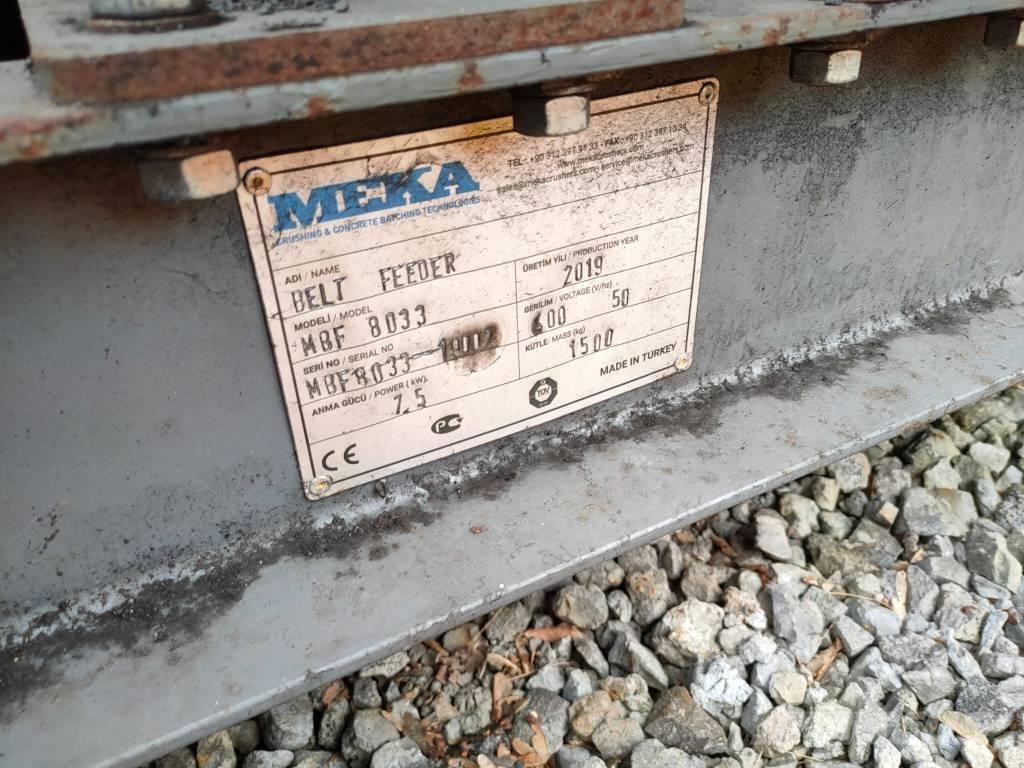 MEKA
CRUSHING & CONCRETE BATCHING TECHNOLOGIES
TEL.: +90 312 397 91 33 - FAX: +90 312 397 10 34
www.mekacrushers.com
sales@mekacrushers.com - service@mekacrushers.com
ADI / NAME
BELT FEEDER
ÜRETİM YILI / PRODUCTION YEAR
2019
MODELİ / MODEL
MBF 8033
GERİLİM / VOLTAGE (V/hz)
600 50
SERİ NO / SERIAL NO
MBF8033-19112
KÜTLE / MASS (kg)
1500
ANMA GÜCÜ / POWER ( kW).
7.5
MADE IN TURKEY
CE
PC
TÜV